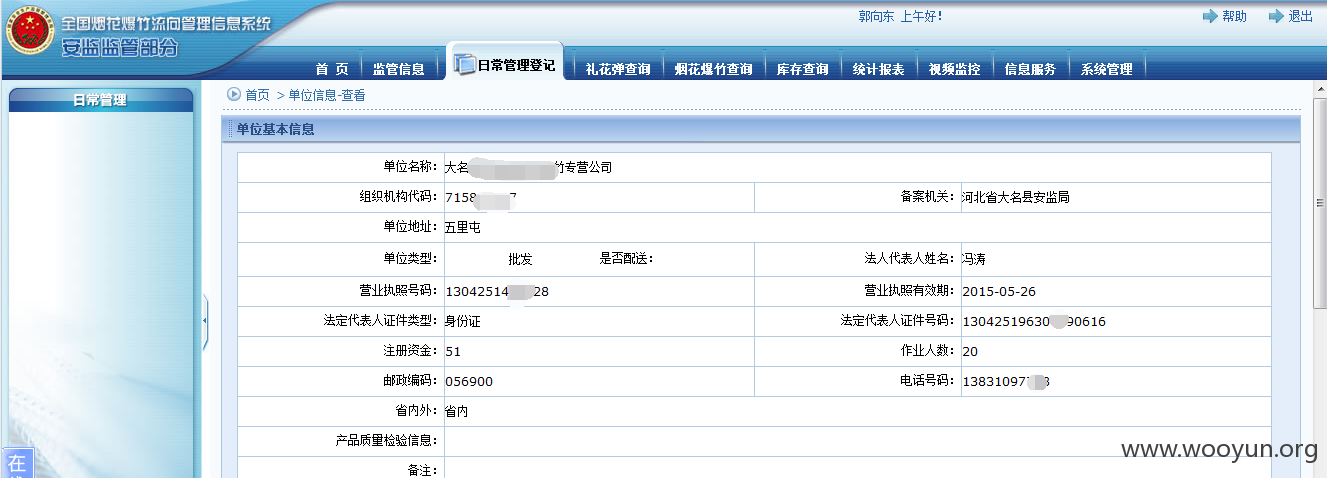 全国烟花爆竹流向管理信息系统
安监监管部分
郭向东 上午好！
帮助 退出
首 页 监管信息 日常管理登记 礼花弹查询 烟花爆竹查询 库存查询 统计报表 视频监控 信息服务 系统管理
日常管理
首页 > 单位信息-查看
单位基本信息
单位名称： 大名 竹专营公司
组织机构代码： 7158 7 备案机关： 河北省大名县安监局
单位地址： 五里屯
单位类型： 批发 是否配送： 法人代表人姓名： 冯涛
营业执照号码： 13042514 28 营业执照有效期： 2015-05-26
法定代表人证件类型： 身份证 法定代表人证件号码： 13042519630 90616
注册资金： 51 作业人数： 20
邮政编码： 056900 电话号码： 13831097
省内外： 省内
产品质量检验信息：
备注：
在
www.wooyun.org